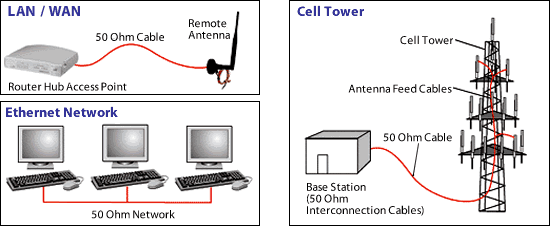 LAN / WAN
50 Ohm Cable
Remote
Antenna
Router Hub Access Point
Ethernet Network
50 Ohm Network
Cell Tower
Cell Tower
Antenna Feed Cables
50 Ohm Cable
Base Station
(50 Ohm
Interconnection Cables)